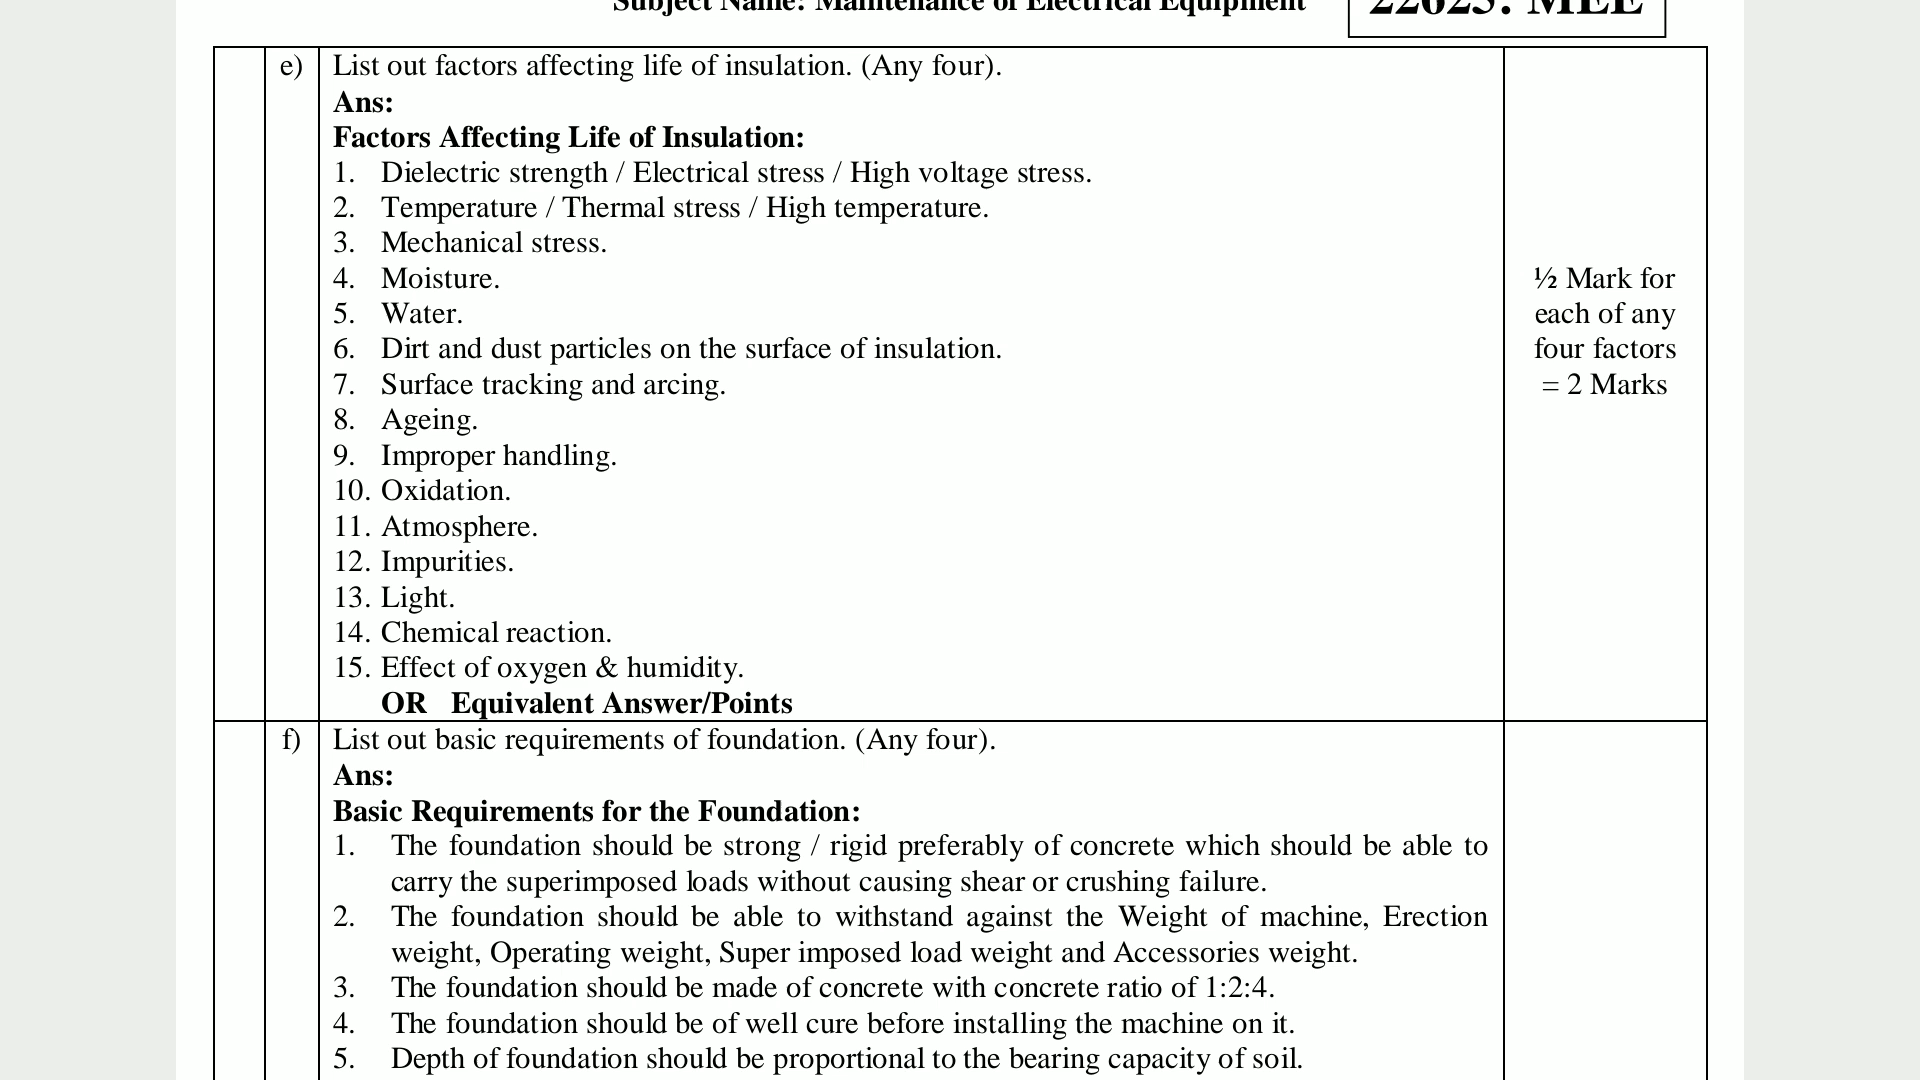 Subject Name: Maintenance of Electrical Equipment
22625: MEE
e) List out factors affecting life of insulation. (Any four).
Ans:
Factors Affecting Life of Insulation:
1. Dielectric strength / Electrical stress / High voltage stress.
2. Temperature / Thermal stress / High temperature.
3. Mechanical stress.
4. Moisture.
5. Water.
6. Dirt and dust particles on the surface of insulation.
7. Surface tracking and arcing.
8. Ageing.
9. Improper handling.
10. Oxidation.
11. Atmosphere.
12. Impurities.
13. Light.
14. Chemical reaction.
15. Effect of oxygen & humidity.
OR Equivalent Answer/Points
½ Mark for
each of any
four factors
= 2 Marks
f) List out basic requirements of foundation. (Any four).
Ans:
Basic Requirements for the Foundation:
1. The foundation should be strong / rigid preferably of concrete which should be able to
carry the superimposed loads without causing shear or crushing failure.
2. The foundation should be able to withstand against the Weight of machine, Erection
weight, Operating weight, Super imposed load weight and Accessories weight.
3. The foundation should be made of concrete with concrete ratio of 1:2:4.
4. The foundation should be of well cure before installing the machine on it.
5. Depth of foundation should be proportional to the bearing capacity of soil.